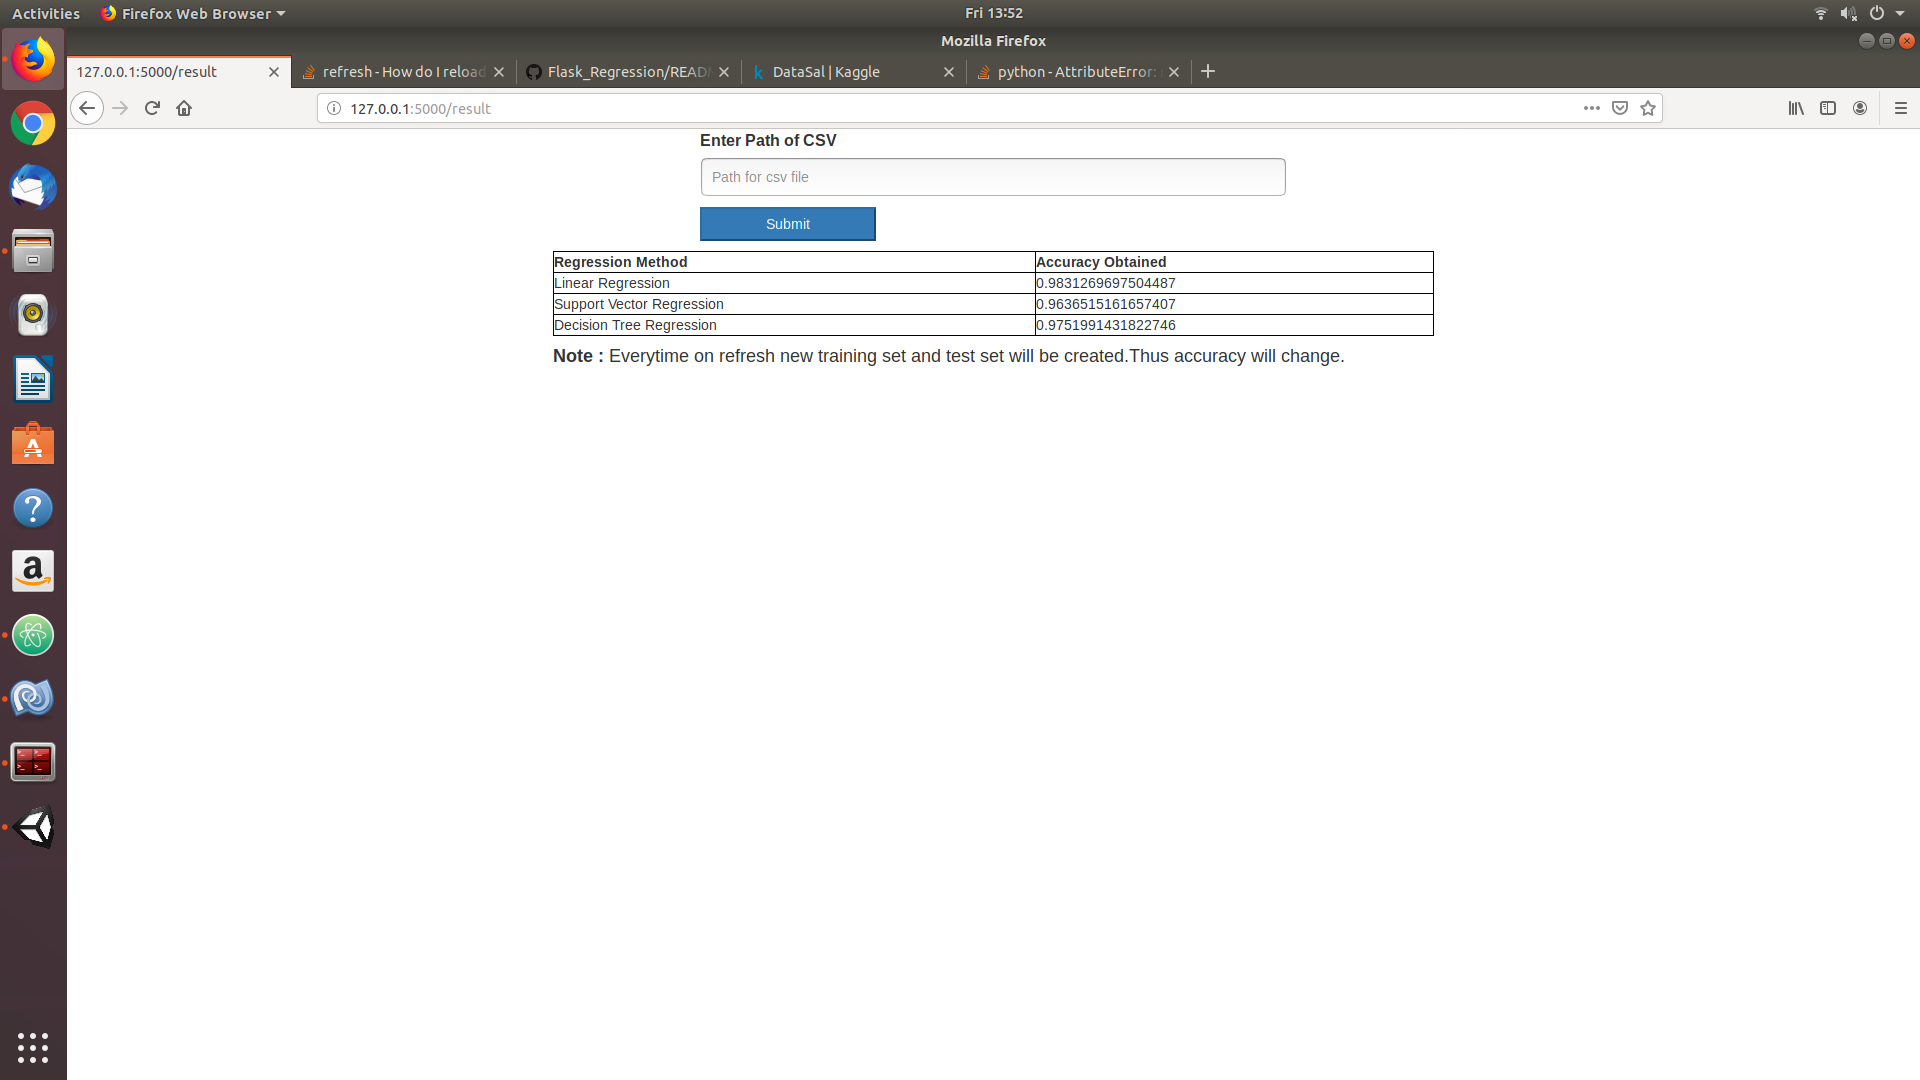 Activities Firefox Web Browser Fri 13:52
Mozilla Firefox
127.0.0.1:5000/result refresh - How do I reload Flask_Regression/READ DataSal | Kaggle python - AttributeError:
127.0.0.1:5000/result
Enter Path of CSV
Path for csv file
Submit
Regression Method Accuracy Obtained
Linear Regression 0.9831269697504487
Support Vector Regression 0.9636515161657407
Decision Tree Regression 0.9751991431822746
Note : Everytime on refresh new training set and test set will be created.Thus accuracy will change.